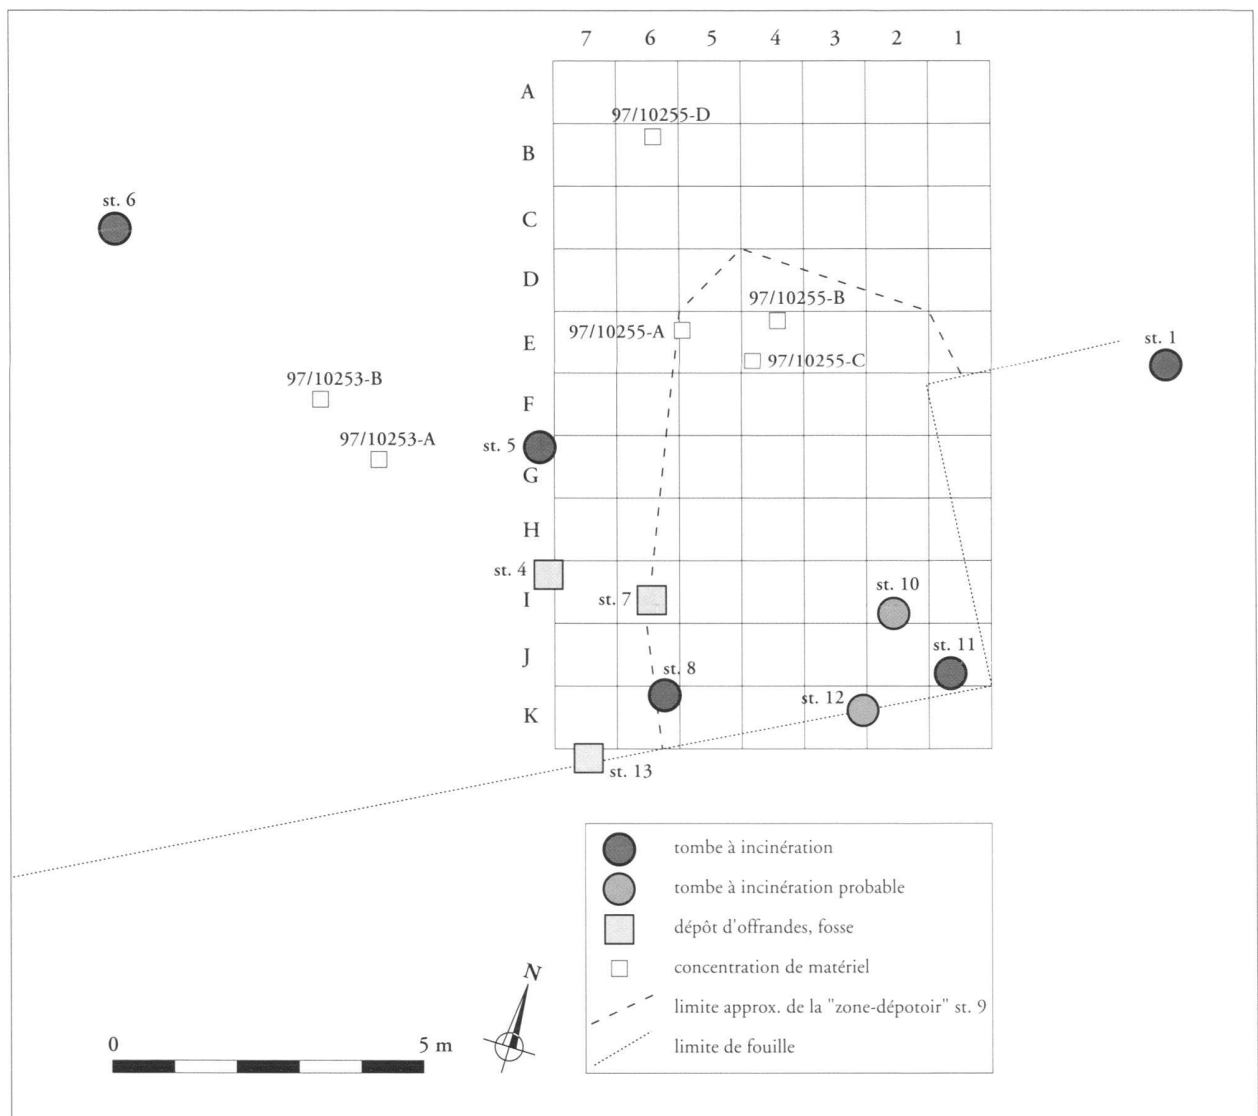 7 6 5 4 3 2 1
A
97/10255-D
B
st. 6
C
D
97/10255-B
97/10255-A
E
st. 1
97/10255-C
97/10253-B
F
97/10253-A
st. 5
G
H
st. 4
st. 10
I
st. 7
st. 11
J
st. 8
st. 12
K
st. 13
tombe à incinération
tombe à incinération probable
dépôt d'offrandes, fosse
concentration de matériel
limite approx. de la "zone-dépotoir" st. 9
limite de fouille
N
0 5 m